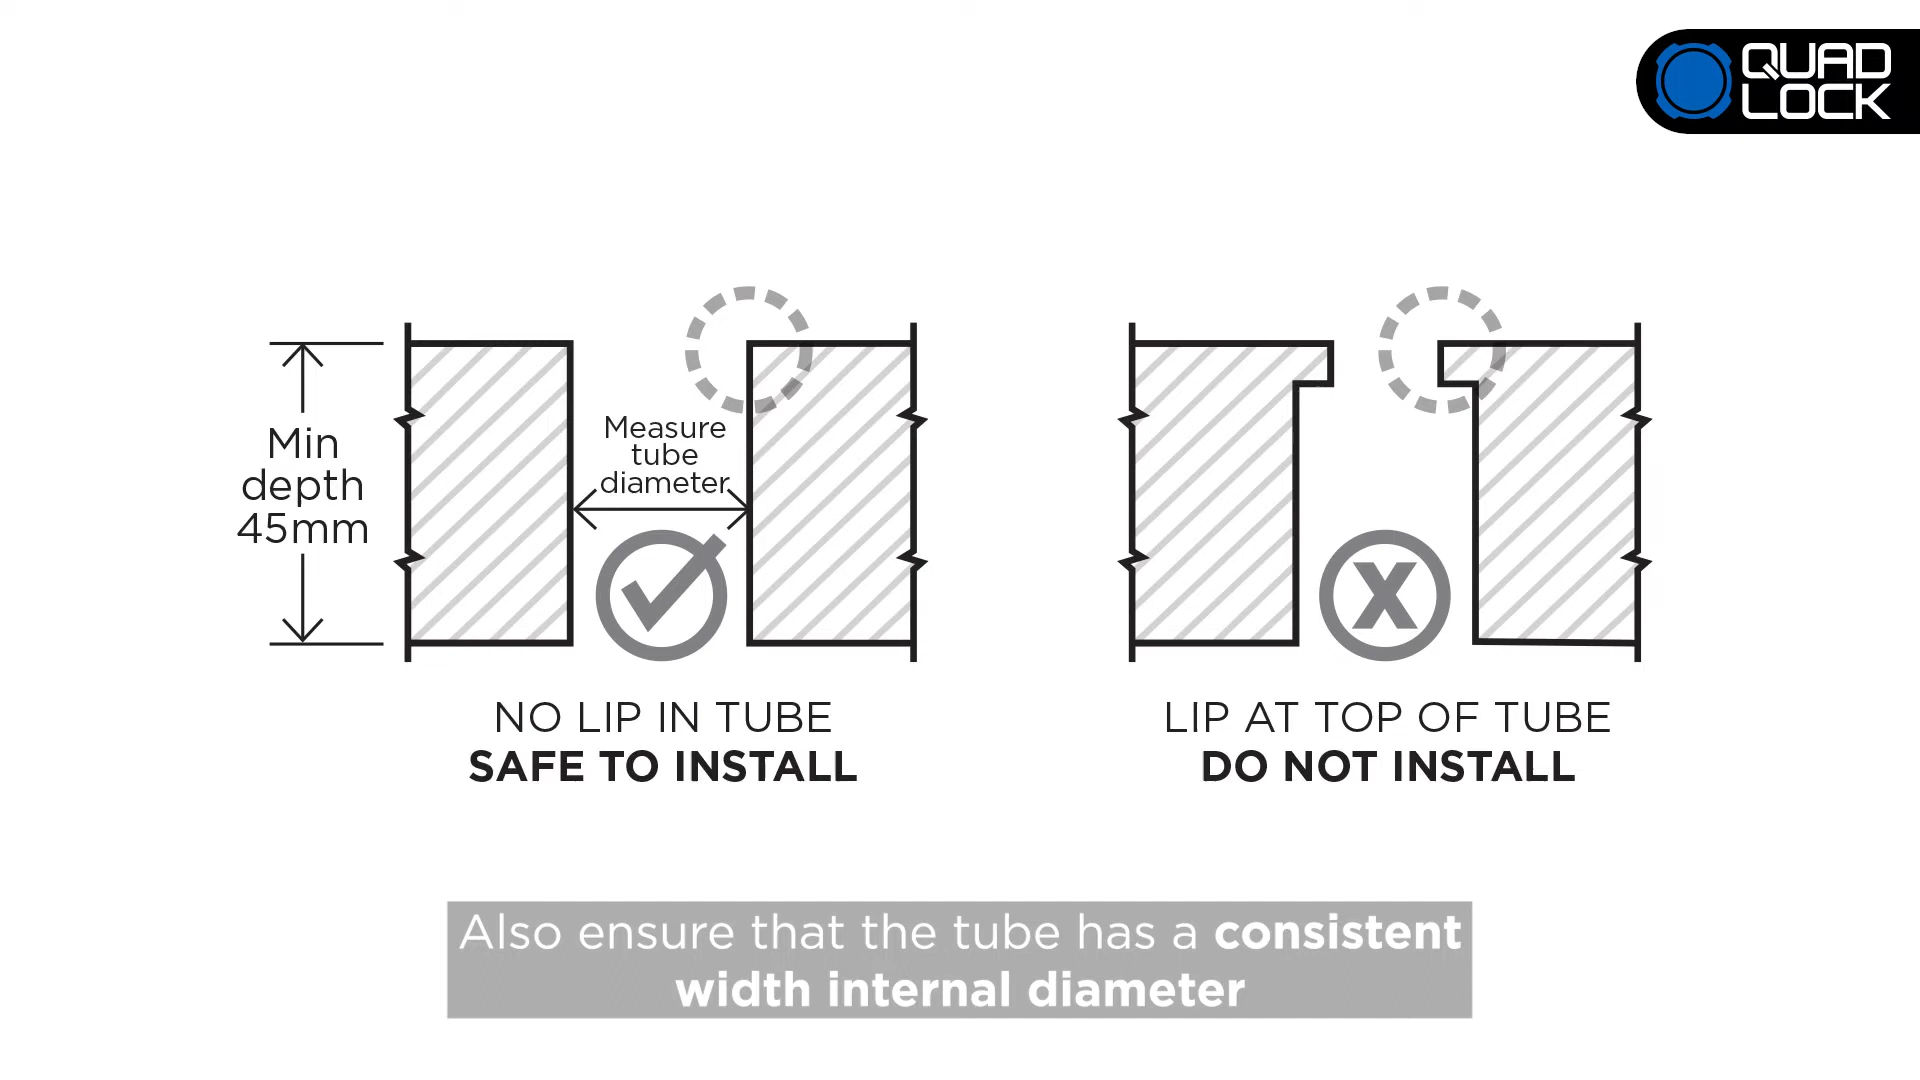 QUAD
LOCK
Min
depth
45mm
Measure
tube
diameter
X
NO LIP IN TUBE
SAFE TO INSTALL
LIP AT TOP OF TUBE
DO NOT INSTALL
Also ensure that the tube has a consistent
width internal diameter